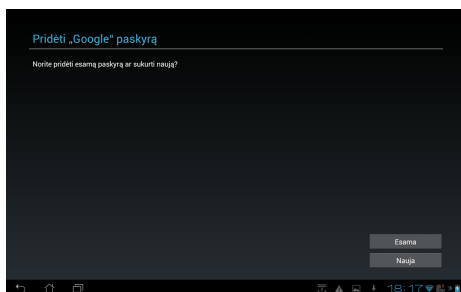 Pridėti „Google“ paskyrą
Norite pridėti esamą paskyrą ar sukurti naują?
Esama
Nauja
18:17